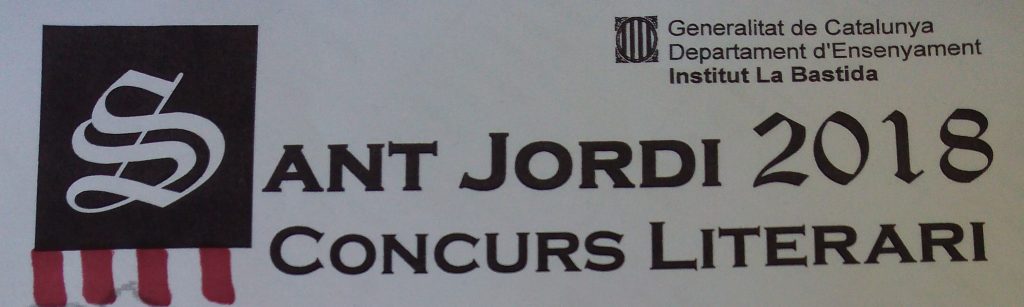 Generalitat de Catalunya
Departament d'Ensenyament
Institut La Bastida
SANT JORDI 2018
CONCURS LITERARI